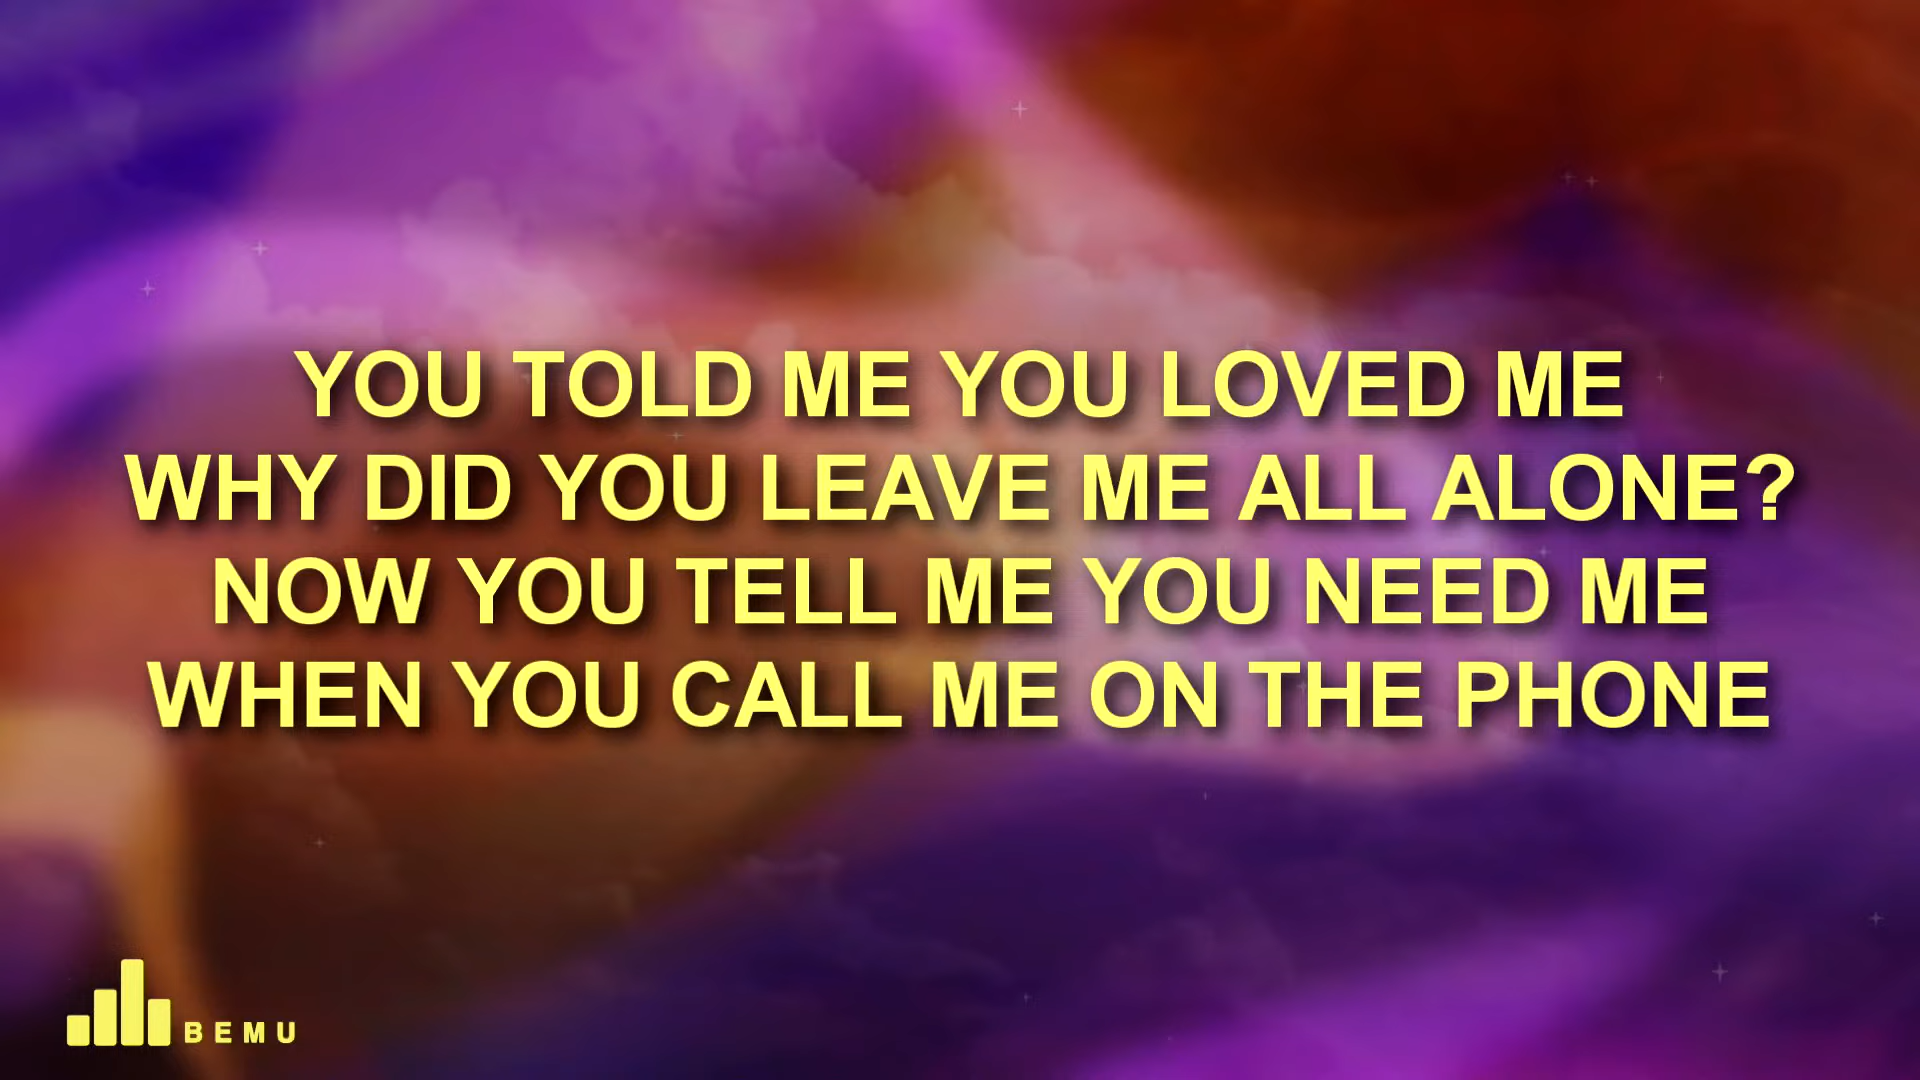 YOU TOLD ME YOU LOVED ME
WHY DID YOU LEAVE ME ALL ALONE?
NOW YOU TELL ME YOU NEED ME
WHEN YOU CALL ME ON THE PHONE
BEMU